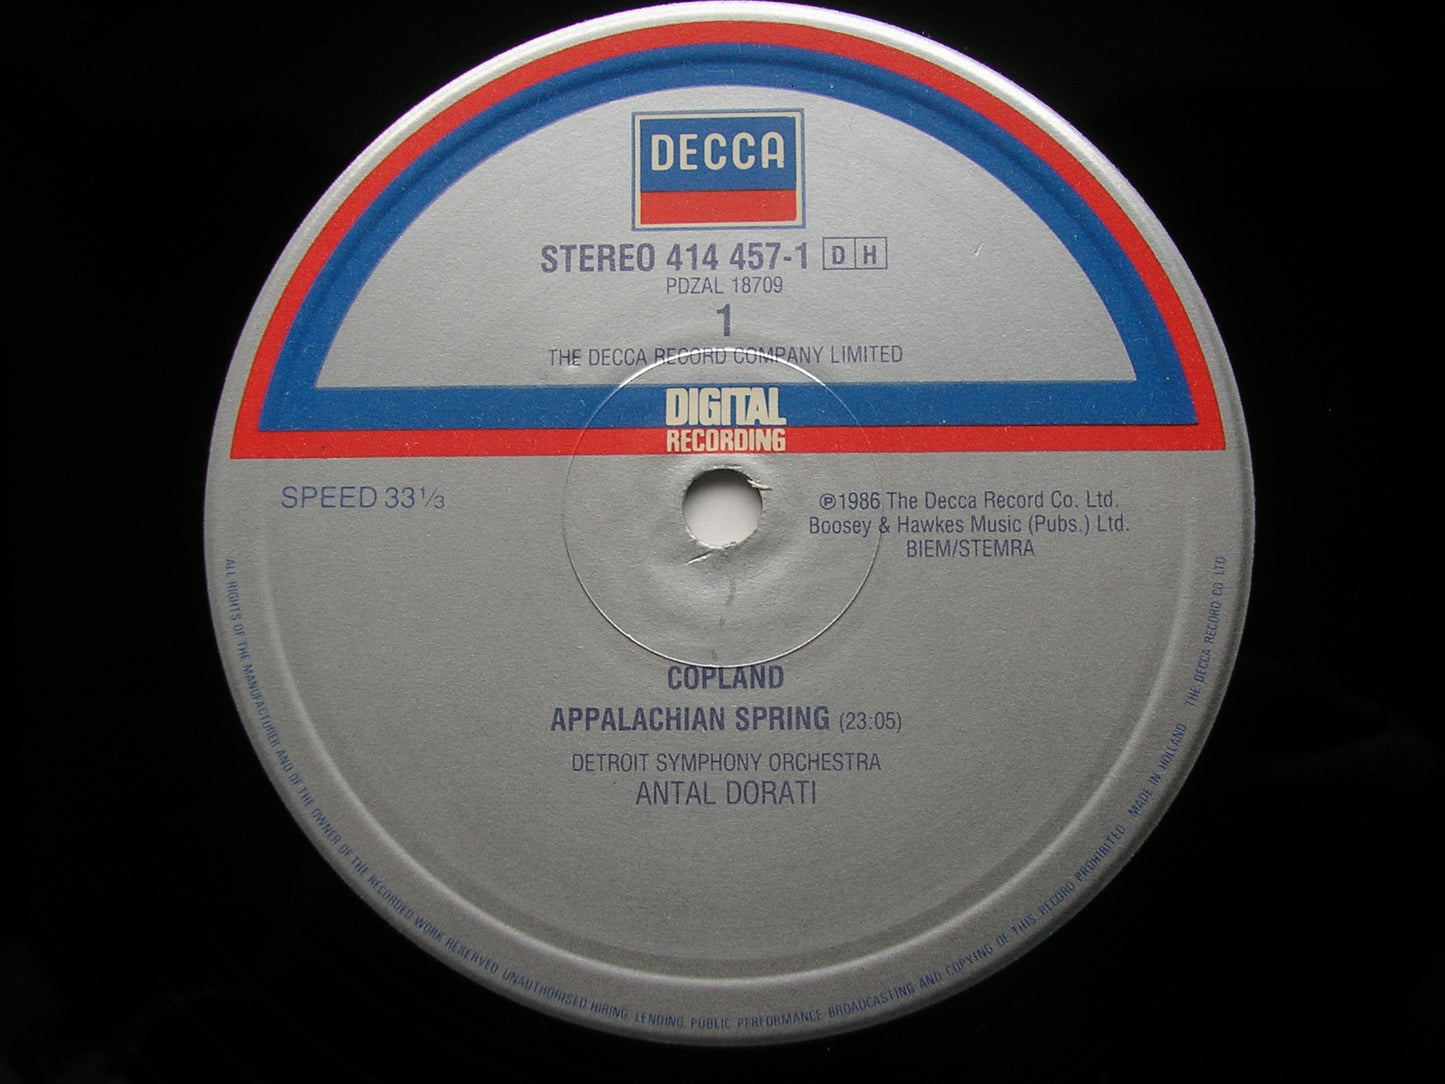 DECCA
STEREO 414 457-1 D H
PDZAL 18709
1
THE DECCA RECORD COMPANY LIMITED
DIGITAL
RECORDING
SPEED 33 1/3
℗1986 The Decca Record Co. Ltd.
Boosey & Hawkes Music (Pubs.) Ltd.
BIEM/STEMRA
COPLAND
APPALACHIAN SPRING (23:05)
DETROIT SYMPHONY ORCHESTRA
ANTAL DORATI
ALL RIGHTS OF THE MANUFACTURER AND OF THE OWNER OF THE RECORDED WORK RESERVED UNAUTHORISED HIRING, LENDING, PUBLIC PERFORMANCE BROADCASTING AND COPYING OF THIS RECORD PROHIBITED MADE IN HOLLAND THE DECCA RECORD CO LTD